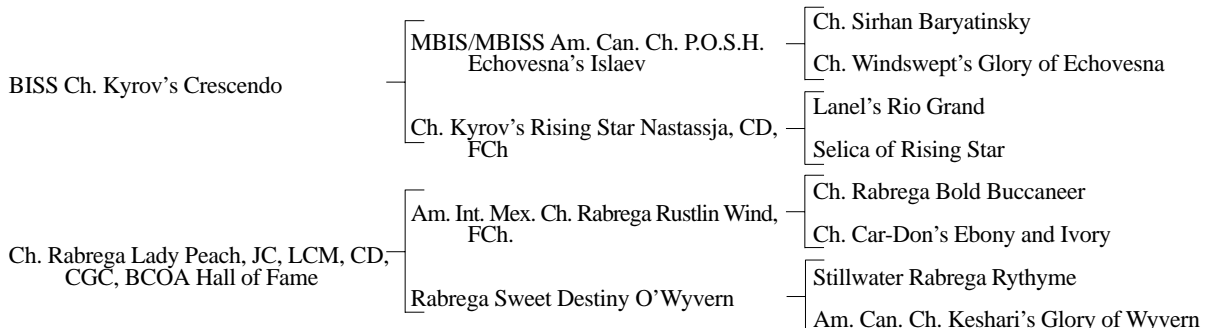 BISS Ch. Kyrov's Crescendo
MBIS/MBISS Am. Can. Ch. P.O.S.H.
Echovesna's Islaev
Ch. Sirhan Baryatinsky
Ch. Windswept's Glory of Echovesna
Ch. Kyrov's Rising Star Nastassja, CD,
FCh
Lanel's Rio Grand
Selica of Rising Star
Ch. Rabrega Lady Peach, JC, LCM, CD,
CGC, BCOA Hall of Fame
Am. Int. Mex. Ch. Rabrega Rustlin Wind,
FCh.
Ch. Rabrega Bold Buccaneer
Ch. Car-Don's Ebony and Ivory
Rabrega Sweet Destiny O'Wyvern
Stillwater Rabrega Rythyme
Am. Can. Ch. Keshari's Glory of Wyvern